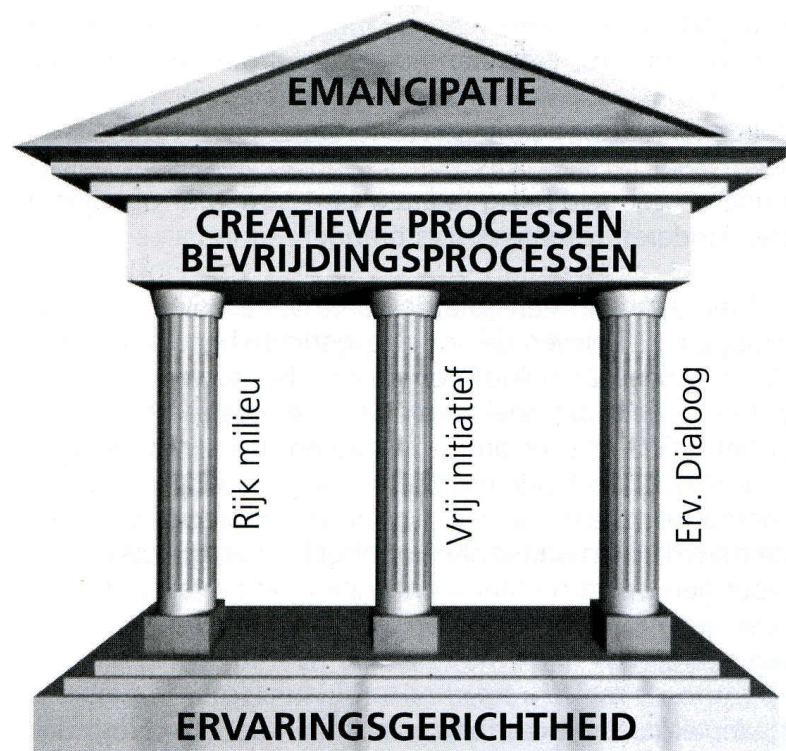 EMANCIPATIE
CREATIEVE PROCESSEN
BEVRIJDINGSPROCESSEN
Rijk milieu
Vrij initiatief
Erv. Dialoog
ERVARINGSGERICHTHEID